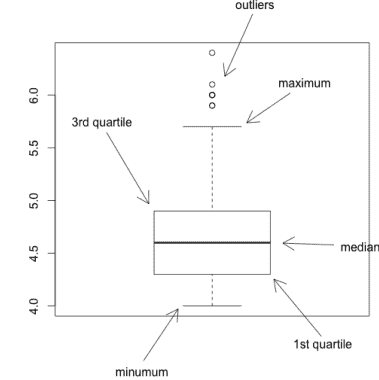 outliers
maximum
6.0
3rd quartile
5.5
5.0
median
4.5
4.0
1st quartile
minumum